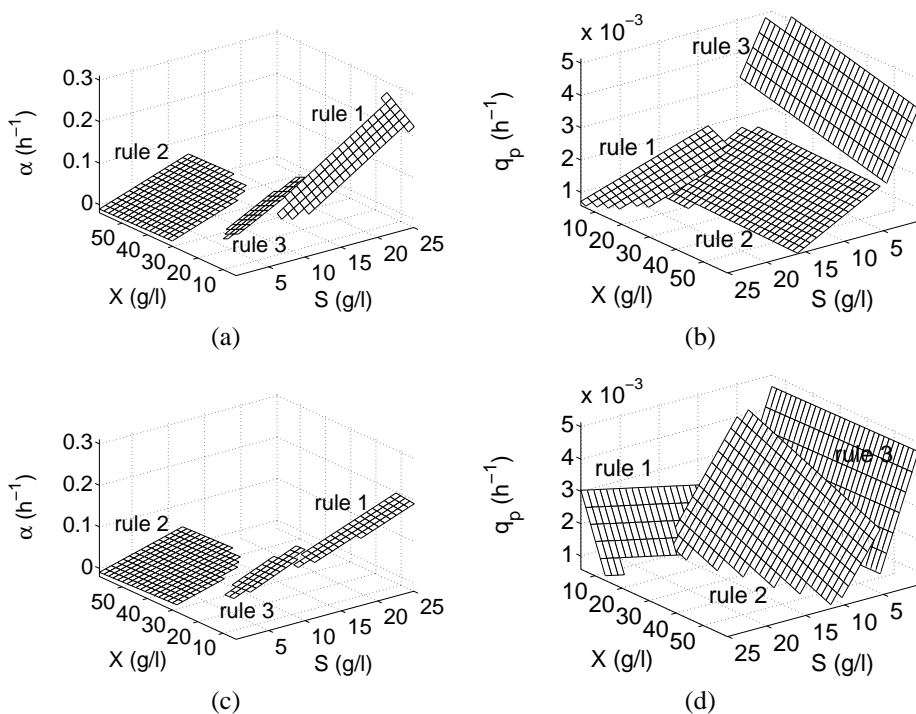 0.3
0.2
0.1
0
α (h⁻¹)
rule 1
rule 2
rule 3
50
40
30
20
10
X (g/l)
5
10
15
20
25
S (g/l)
(a)
x 10⁻³
5
4
3
2
1
q_p (h⁻¹)
rule 3
rule 1
rule 2
10
20
30
40
50
X (g/l)
25
20
15
10
5
S (g/l)
(b)
0.3
0.2
0.1
0
α (h⁻¹)
rule 1
rule 2
rule 3
50
40
30
20
10
X (g/l)
5
10
15
20
25
S (g/l)
(c)
x 10⁻³
5
4
3
2
1
q_p (h⁻¹)
rule 1
rule 3
rule 2
10
20
30
40
50
X (g/l)
25
20
15
10
5
S (g/l)
(d)